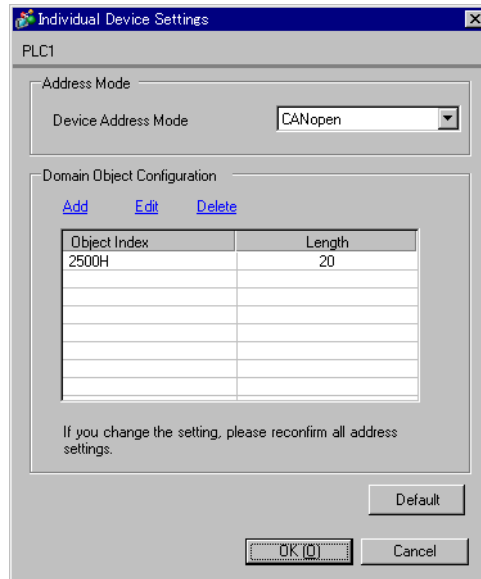 Individual Device Settings
PLC1
Address Mode
Device Address Mode CANopen
Domain Object Configuration
Add Edit Delete
Object Index Length
2500H 20
If you change the setting, please reconfirm all address
settings.
Default
OK (O) Cancel